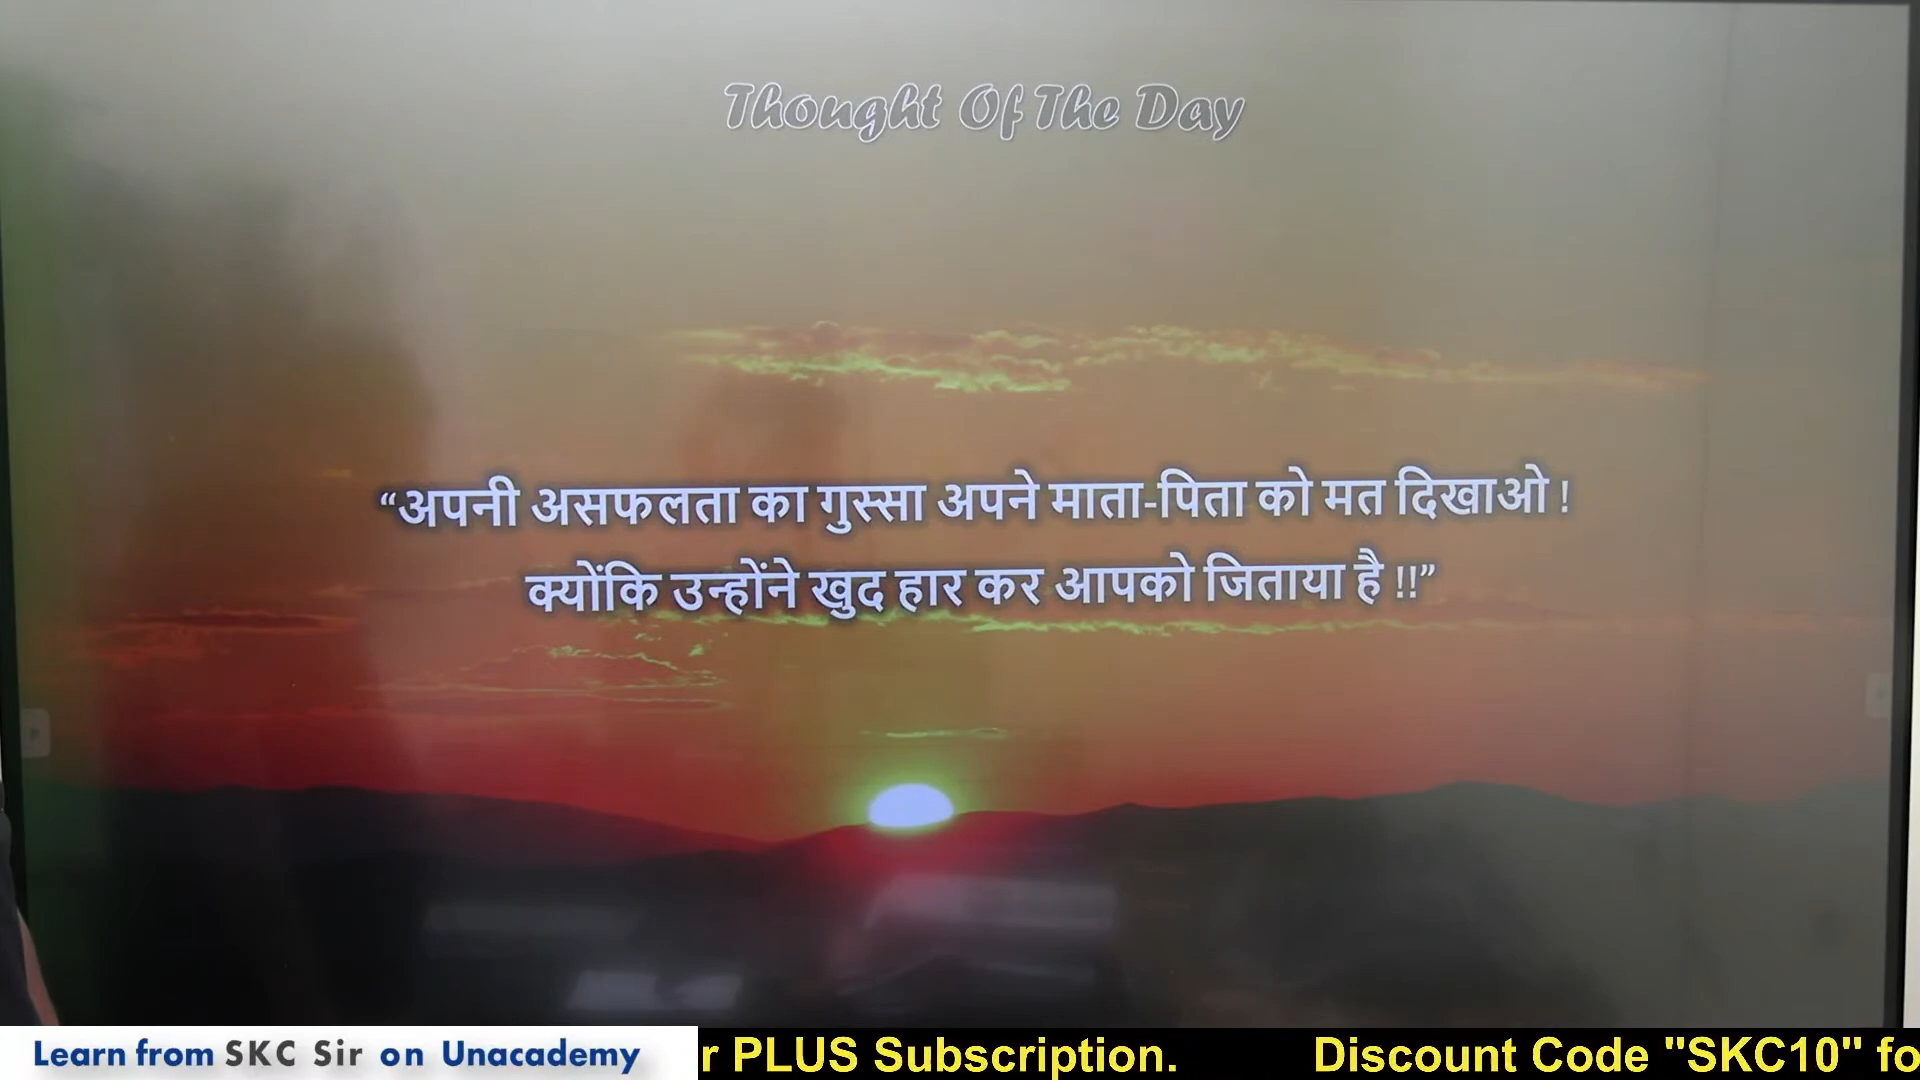 Thought Of The Day
“अपनी असफलता का गुस्सा अपने माता-पिता को मत दिखाओ !
क्योंकि उन्होंने खुद हार कर आपको जिताया है !!”
Learn from SKC Sir on Unacademy
r PLUS Subscription. Discount Code "SKC10" fo